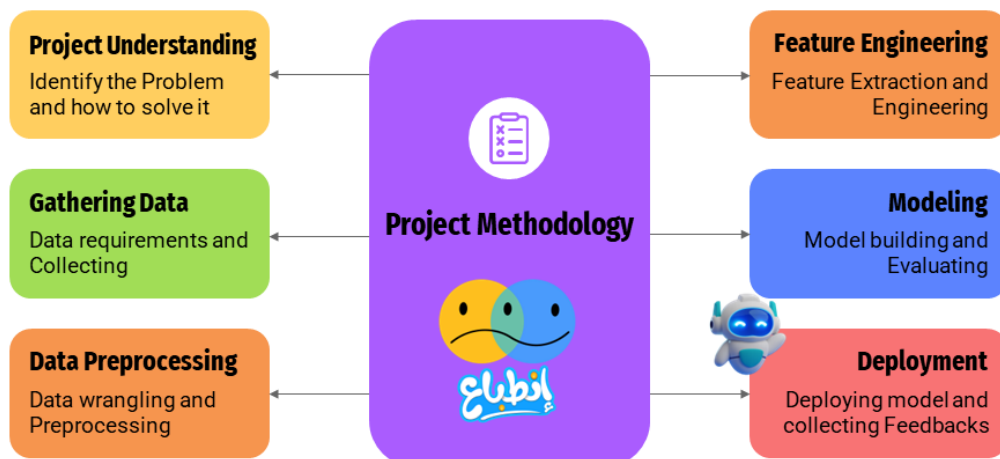 Project Understanding
Identify the Problem
and how to solve it
Gathering Data
Data requirements and
Collecting
Data Preprocessing
Data wrangling and
Preprocessing
Project Methodology
إنطباع
Feature Engineering
Feature Extraction and
Engineering
Modeling
Model building and
Evaluating
Deployment
Deploying model and
collecting Feedbacks